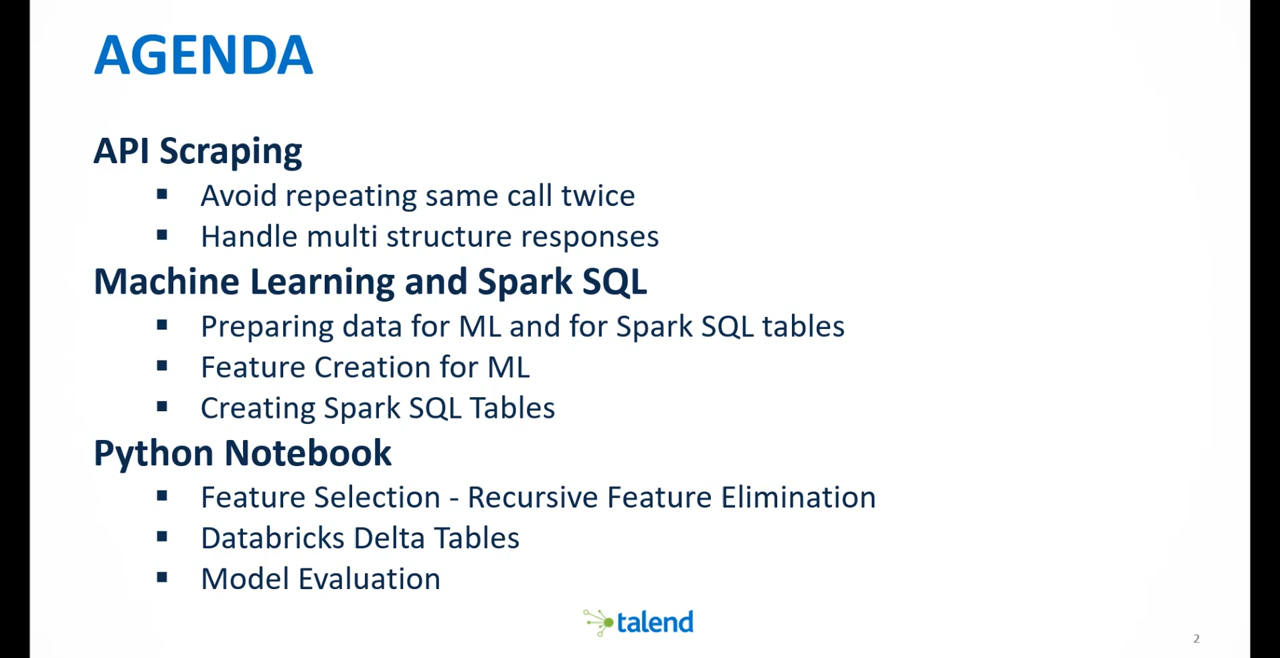 AGENDA
API Scraping
▪ Avoid repeating same call twice
▪ Handle multi structure responses
Machine Learning and Spark SQL
▪ Preparing data for ML and for Spark SQL tables
▪ Feature Creation for ML
▪ Creating Spark SQL Tables
Python Notebook
▪ Feature Selection - Recursive Feature Elimination
▪ Databricks Delta Tables
▪ Model Evaluation
talend
2